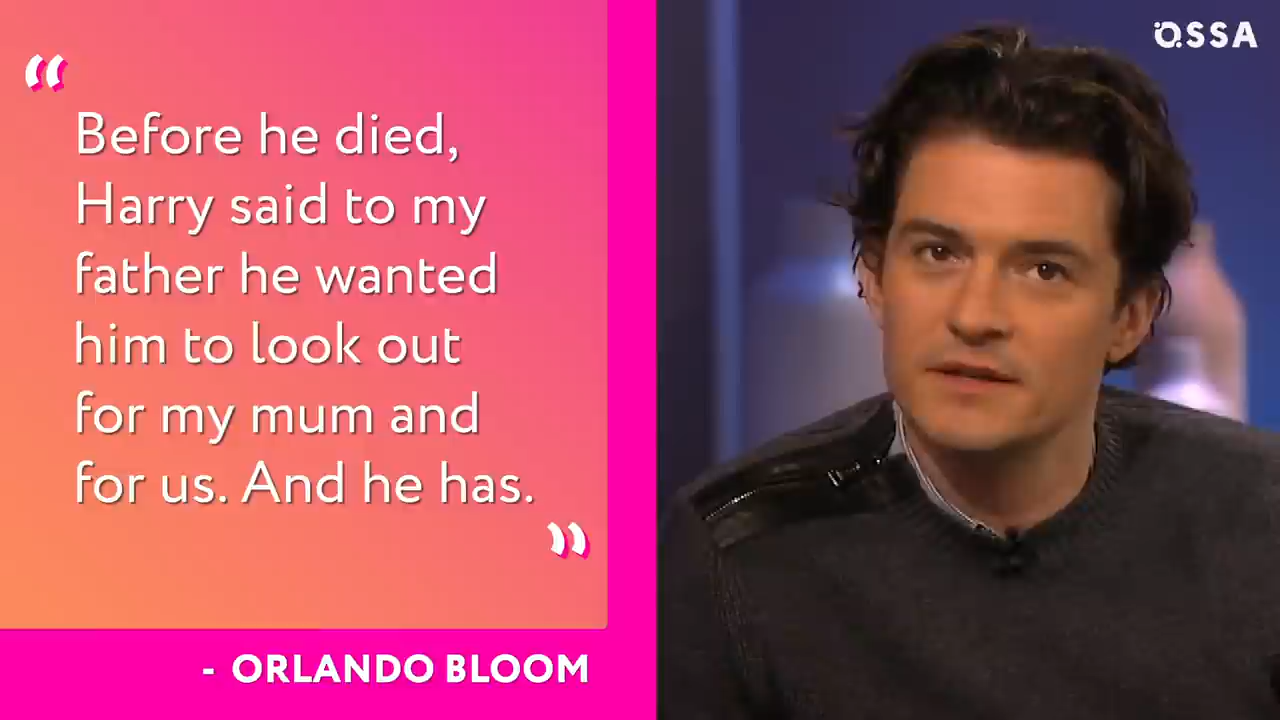 OSSA
“
Before he died,
Harry said to my
father he wanted
him to look out
for my mum and
for us. And he has.
”
- ORLANDO BLOOM